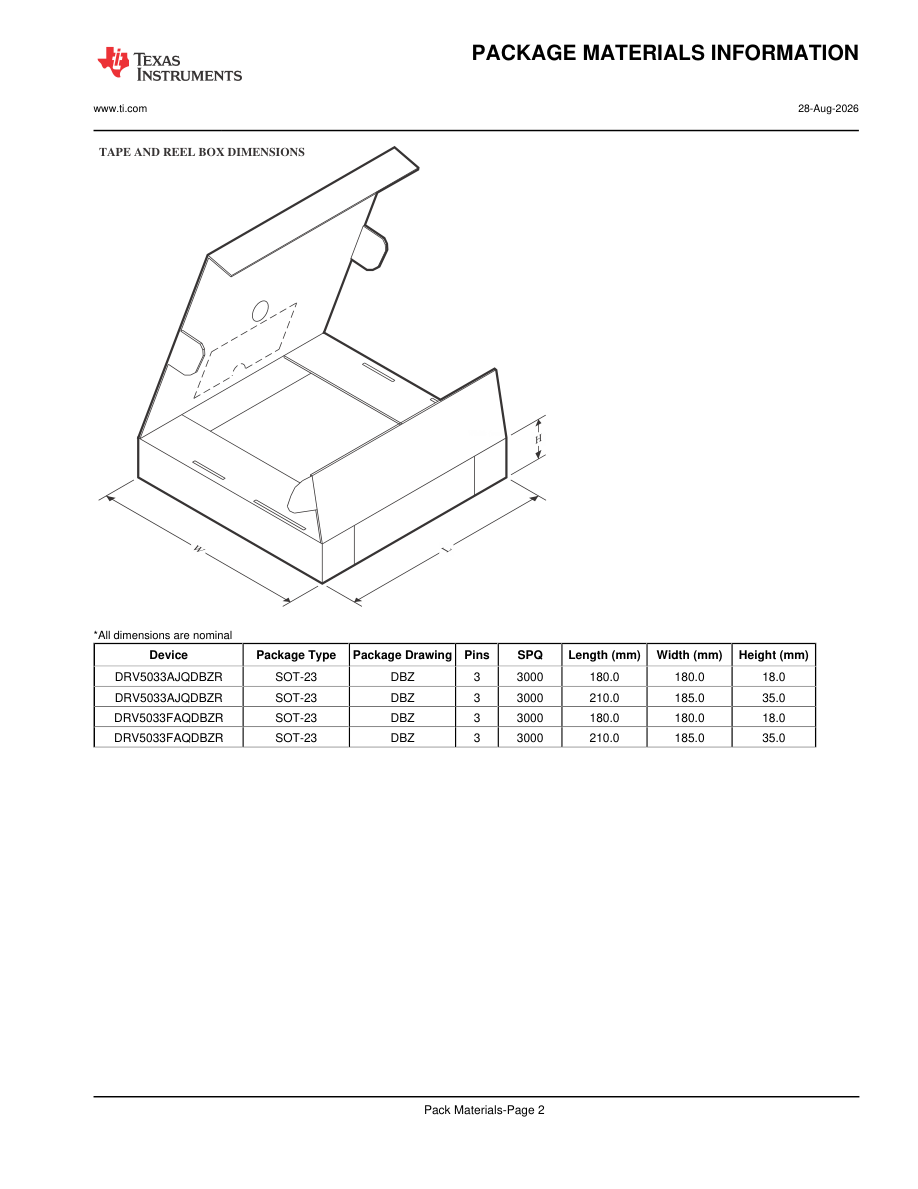 TEXAS
INSTRUMENTS
PACKAGE MATERIALS INFORMATION
www.ti.com
28-Aug-2026
TAPE AND REEL BOX DIMENSIONS
H
W
L
*All dimensions are nominal
Device Package Type Package Drawing Pins SPQ Length (mm) Width (mm) Height (mm)
DRV5033AJQDBZR SOT-23 DBZ 3 3000 180.0 180.0 18.0
DRV5033AJQDBZR SOT-23 DBZ 3 3000 210.0 185.0 35.0
DRV5033FAQDBZR SOT-23 DBZ 3 3000 180.0 180.0 18.0
DRV5033FAQDBZR SOT-23 DBZ 3 3000 210.0 185.0 35.0
Pack Materials-Page 2